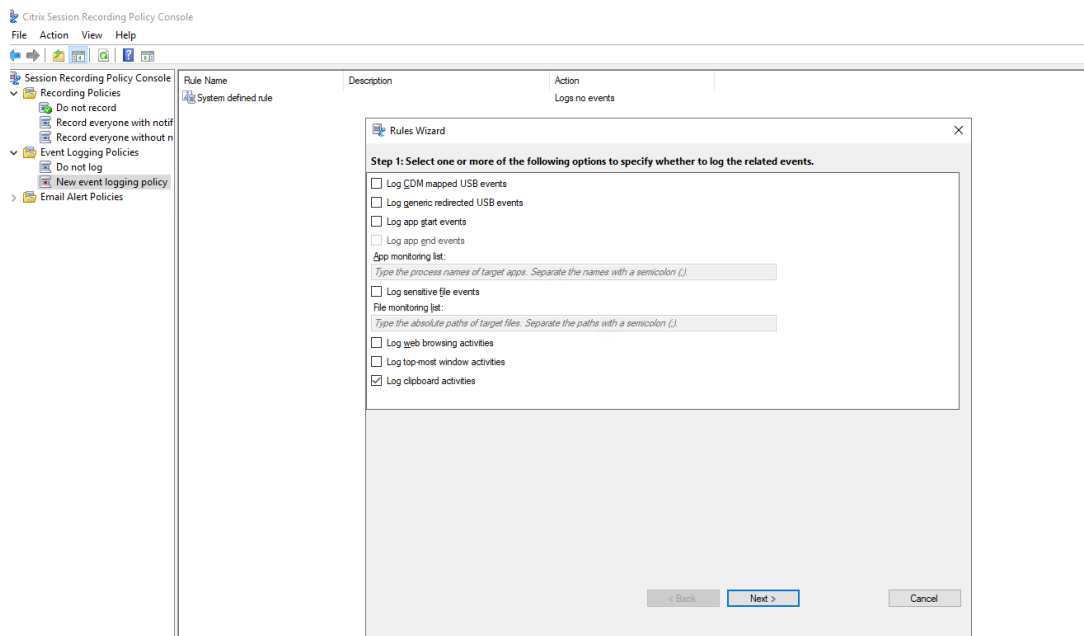 Citrix Session Recording Policy Console
File Action View Help
Session Recording Policy Console
Recording Policies
Do not record
Record everyone with notif
Record everyone without n
Event Logging Policies
Do not log
New event logging policy
Email Alert Policies
Rule Name Description Action
System defined rule Logs no events
Rules Wizard
Step 1: Select one or more of the following options to specify whether to log the related events.
Log CDM mapped USB events
Log generic redirected USB events
Log app start events
Log app end events
App monitoring list:
Type the process names of target apps. Separate the names with a semicolon (;).
Log sensitive file events
File monitoring list:
Type the absolute paths of target files. Separate the paths with a semicolon (;).
Log web browsing activities
Log top-most window activities
Log clipboard activities
< Back Next > Cancel